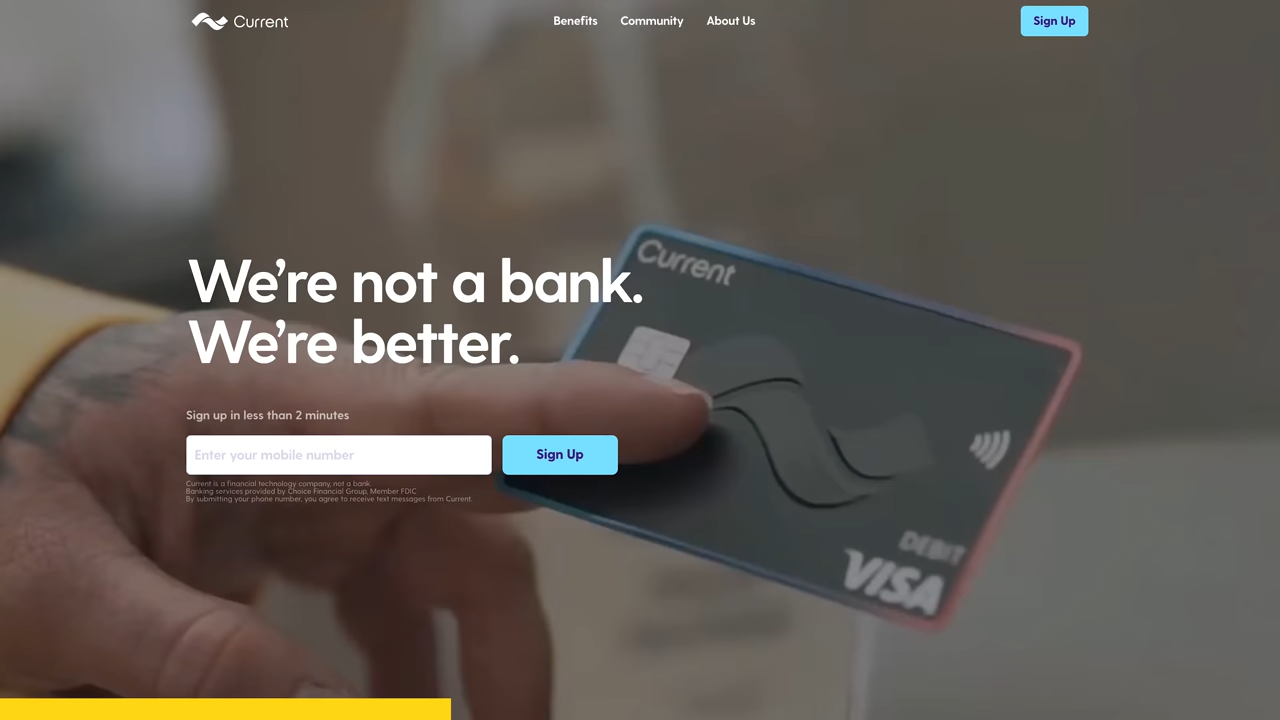 Current
Benefits
Community
About Us
Sign Up
We're not a bank.
We're better.
Sign up in less than 2 minutes
Enter your mobile number
Sign Up
Current is a financial technology company, not a bank.
Banking services provided by Choice Financial Group, Member FDIC
By submitting your phone number, you agree to receive text messages from Current.
Current
DEBIT
VISA